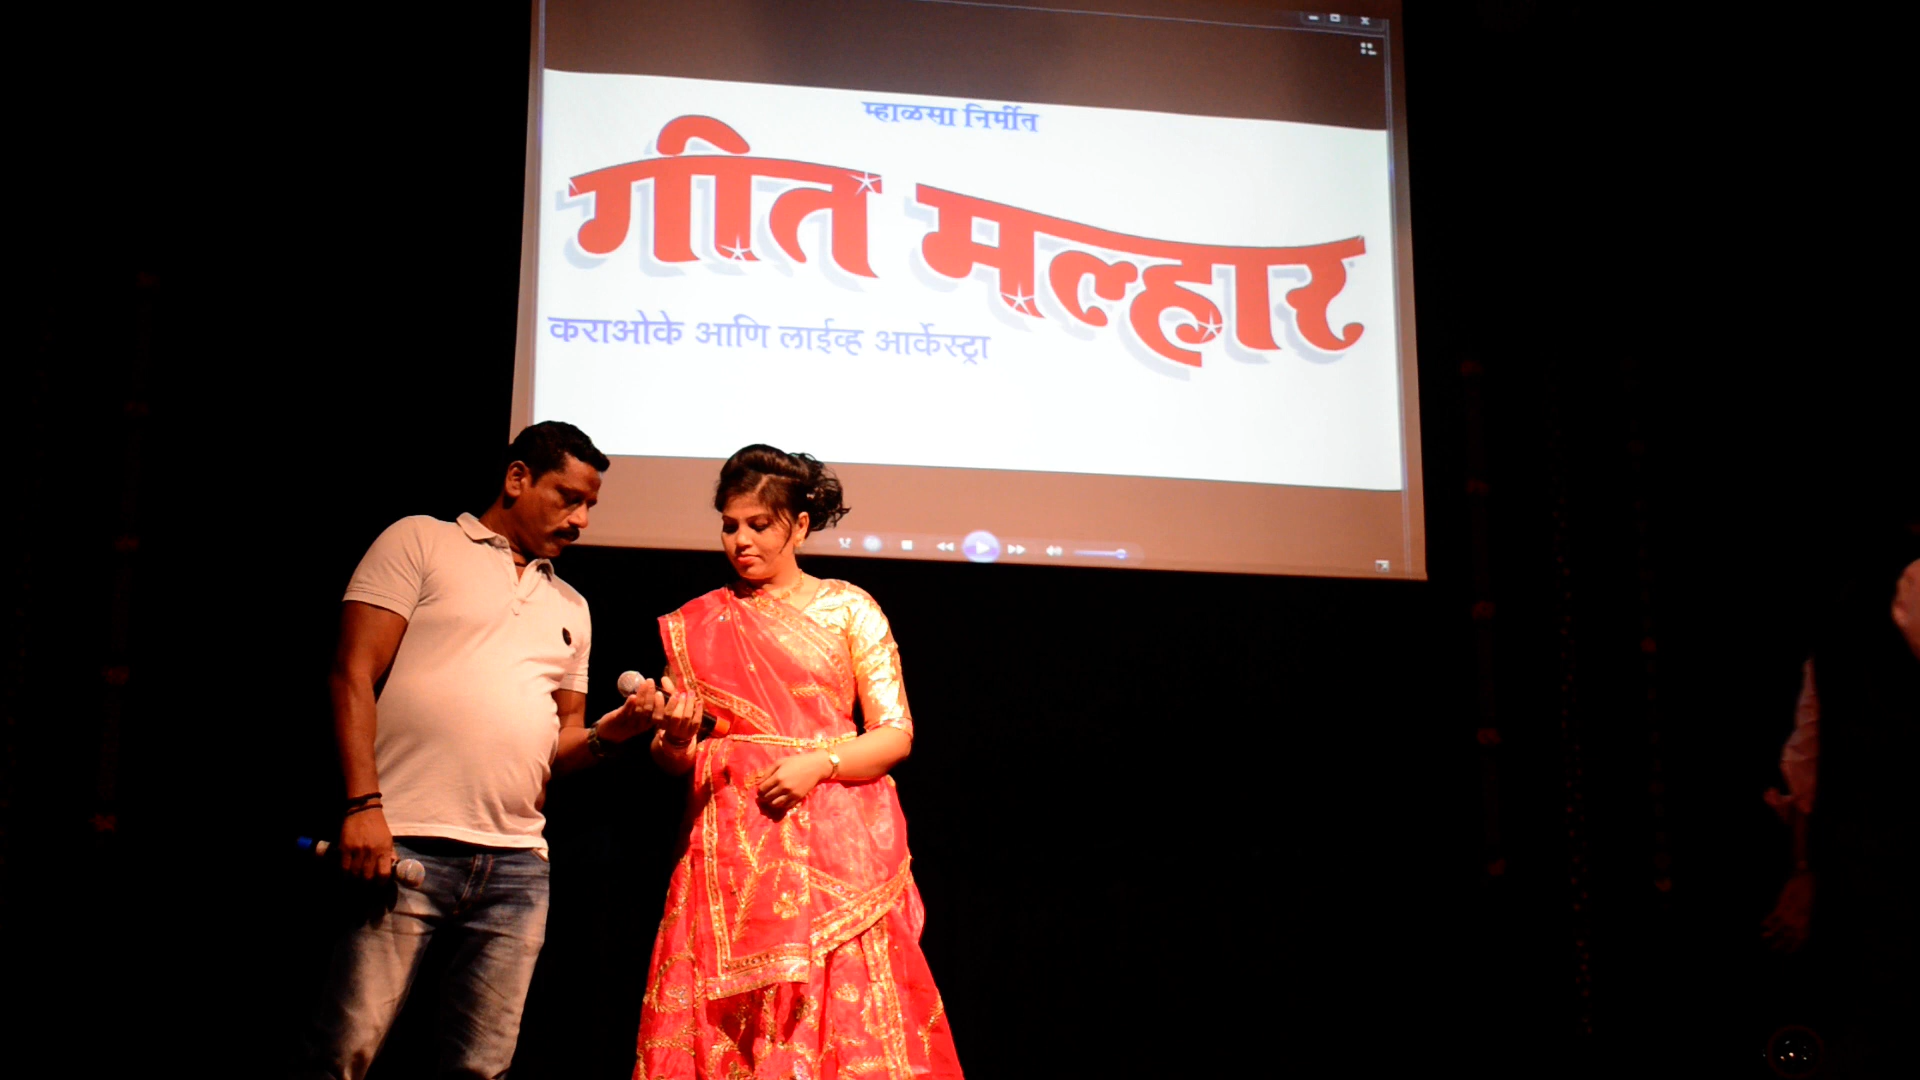 म्हाळसा निर्मीत
गीत मल्हार
कराओके आणि लाईव्ह आर्केस्ट्रा